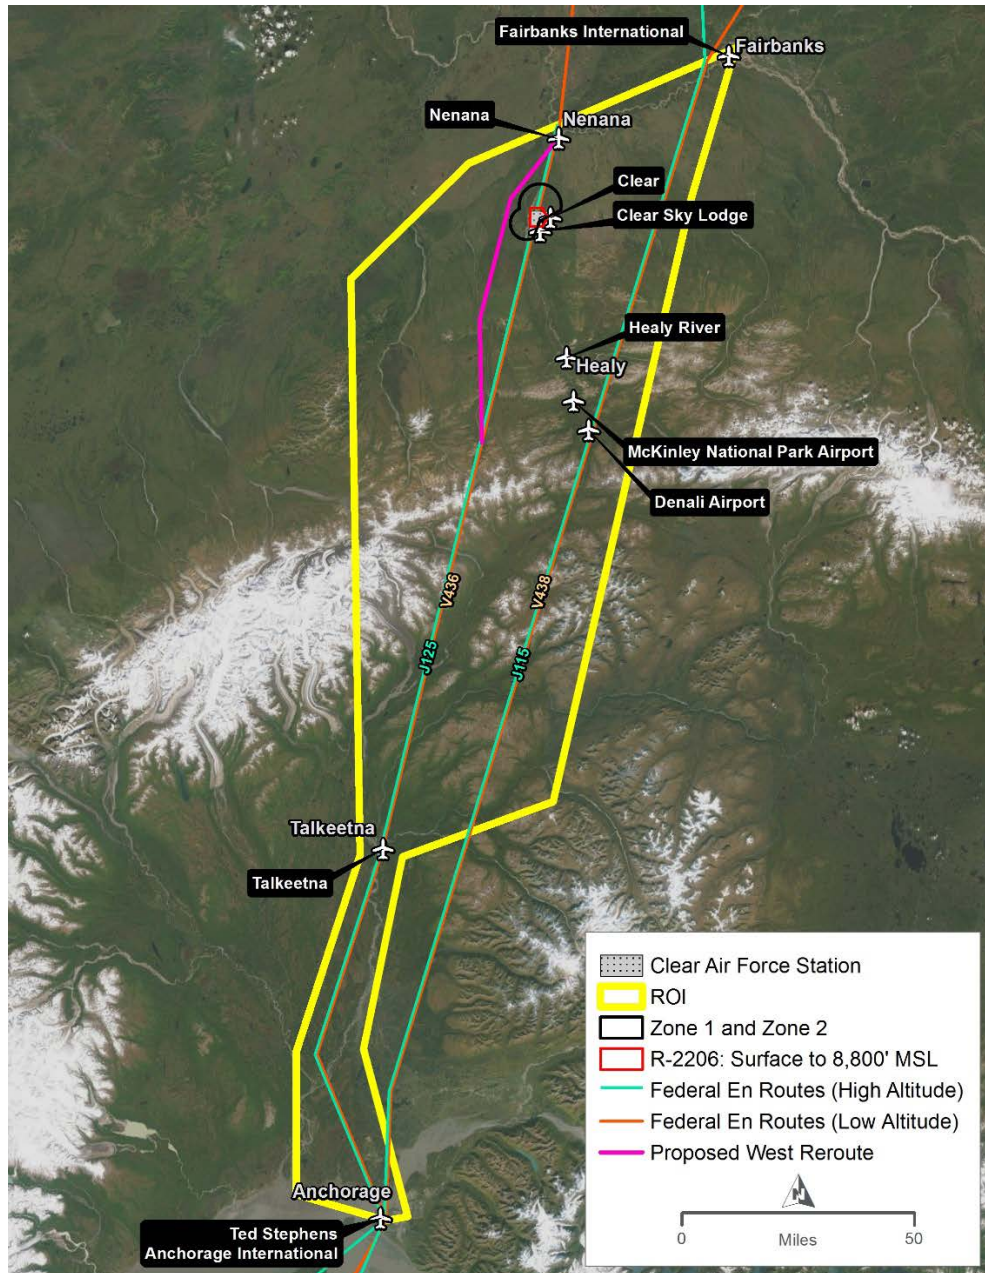 Fairbanks International
Fairbanks
Nenana
Nenana
Clear
Clear Sky Lodge
Healy River
Healy
McKinley National Park Airport
Denali Airport
V436
V438
J125
J115
Talkeetna
Talkeetna
Anchorage
Ted Stephens
Anchorage International
Clear Air Force Station
ROI
Zone 1 and Zone 2
R-2206: Surface to 8,800' MSL
Federal En Routes (High Altitude)
Federal En Routes (Low Altitude)
Proposed West Reroute
N
0 50
Miles